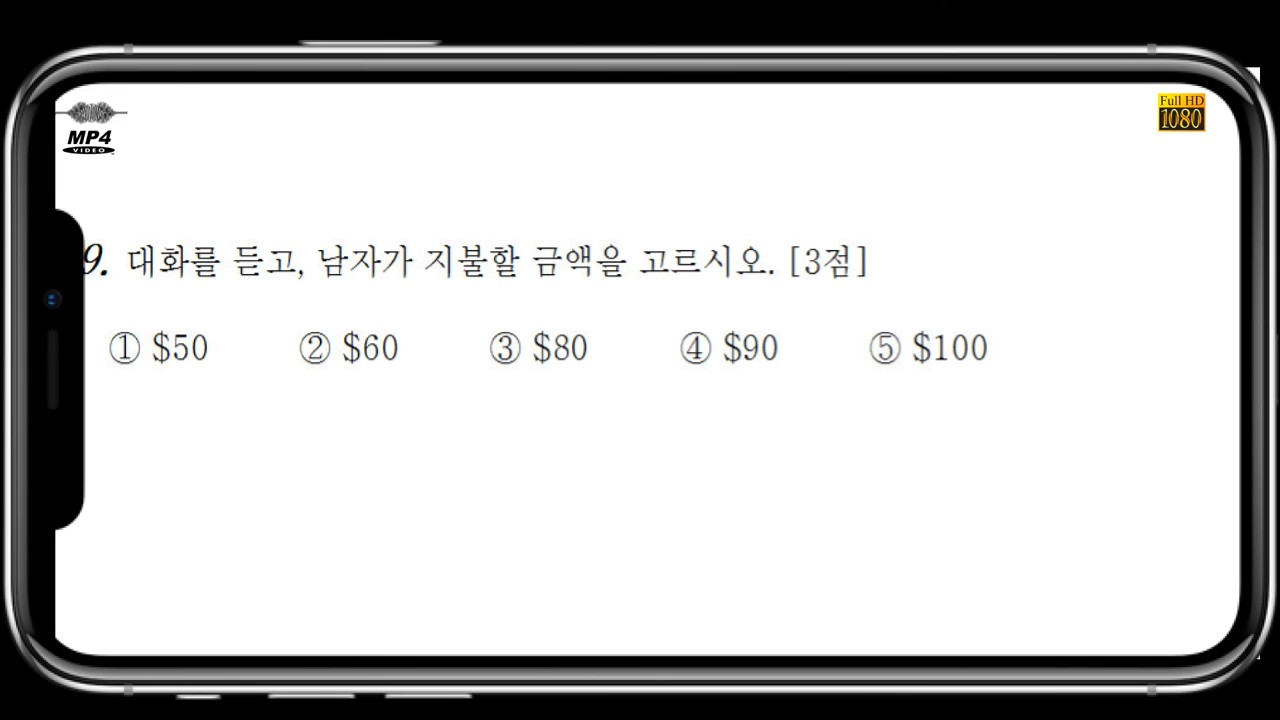 MP4
VIDEO
Full HD
1080
9. 대화를 듣고, 남자가 지불할 금액을 고르시오. [3점]
① $50 ② $60 ③ $80 ④ $90 ⑤ $100